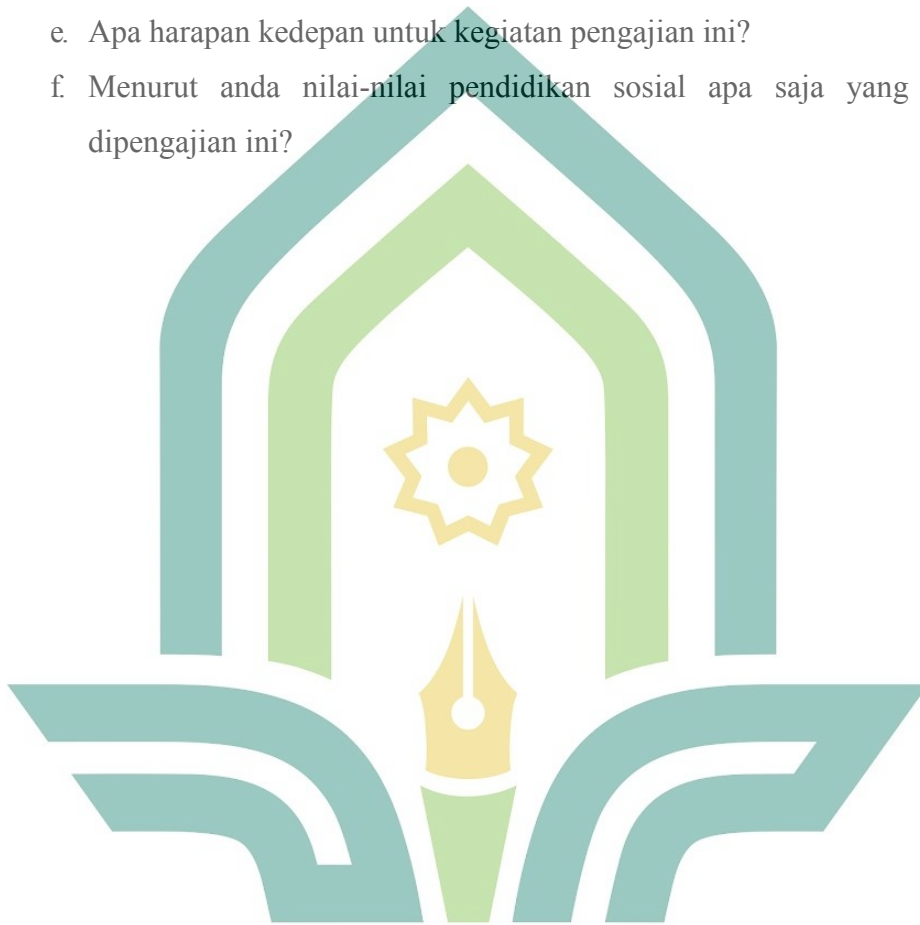 e. Apa harapan kedepan untuk kegiatan pengajian ini?
f. Menurut anda nilai-nilai pendidikan sosial apa saja yang
dipengajian ini?